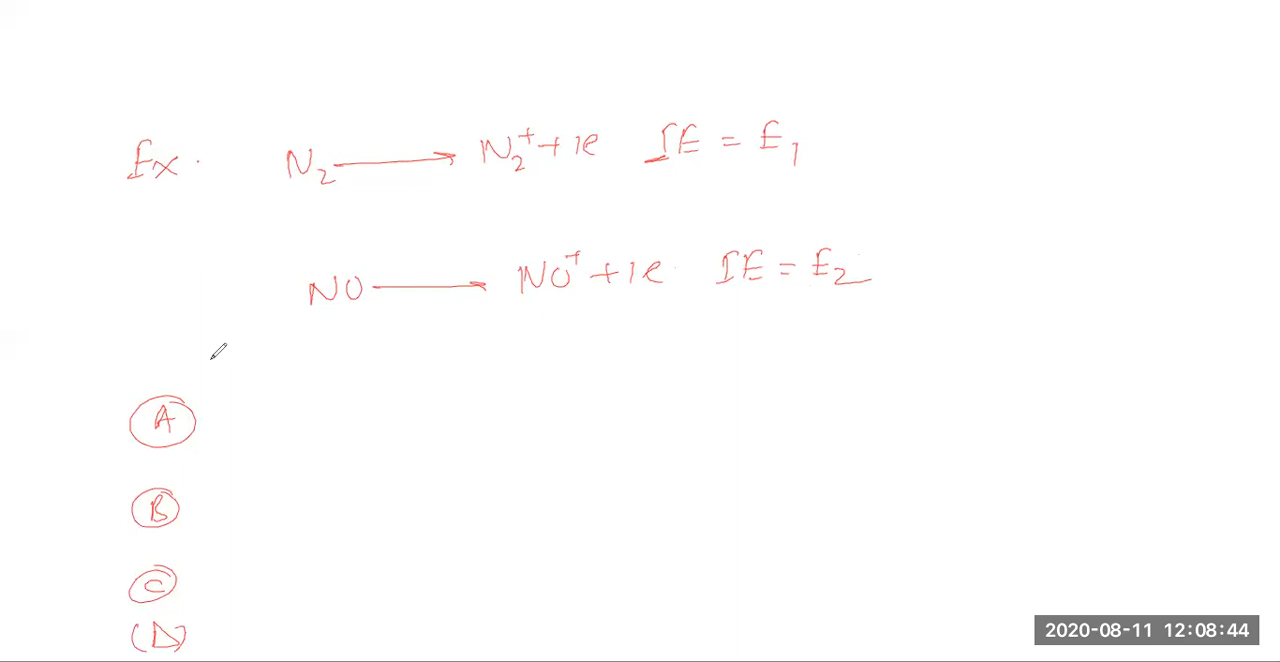 Ex. N₂ ⟶ N₂⁺ + 1e IE = E₁
NO ⟶ NO⁺ + 1e IE = E₂
A
B
C
(D)
2020-08-11 12:08:44